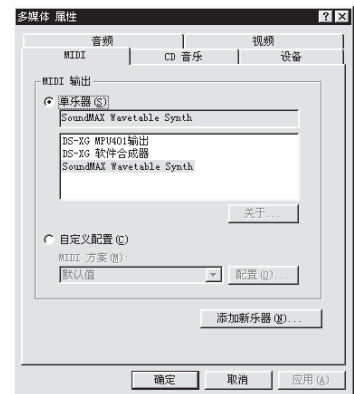 多媒体 属性
音频 视频
MIDI CD 音乐 设备
MIDI 输出
单乐器(S)
SoundMAX Wavetable Synth
DS-XG MPU401输出
DS-XG 软件合成器
SoundMAX Wavetable Synth
关于...
自定义配置(C)
MIDI 方案(M):
默认值 配置(O)...
添加新乐器(N)...
确定 取消 应用(A)